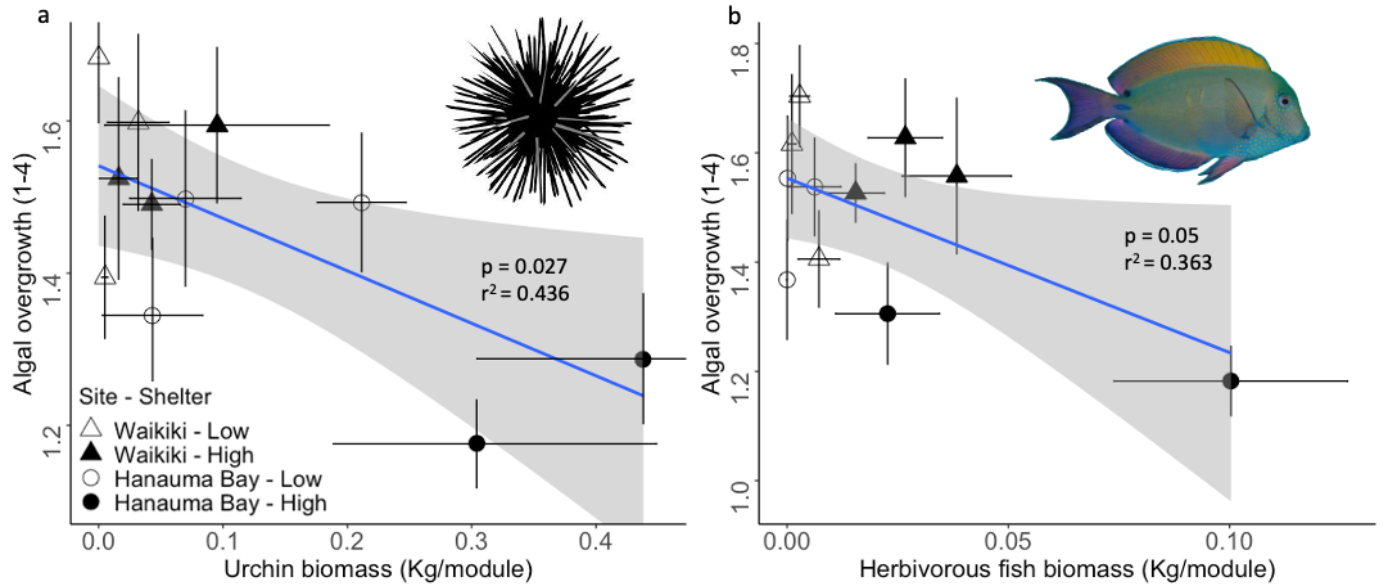 a
Algal overgrowth (1-4)
1.6
1.4
1.2
p = 0.027
r² = 0.436
Site - Shelter
Waikiki - Low
Waikiki - High
Hanauma Bay - Low
Hanauma Bay - High
0.0 0.1 0.2 0.3 0.4
Urchin biomass (Kg/module)
b
Algal overgrowth (1-4)
1.8
1.6
1.4
1.2
1.0
p = 0.05
r² = 0.363
0.00 0.05 0.10
Herbivorous fish biomass (Kg/module)